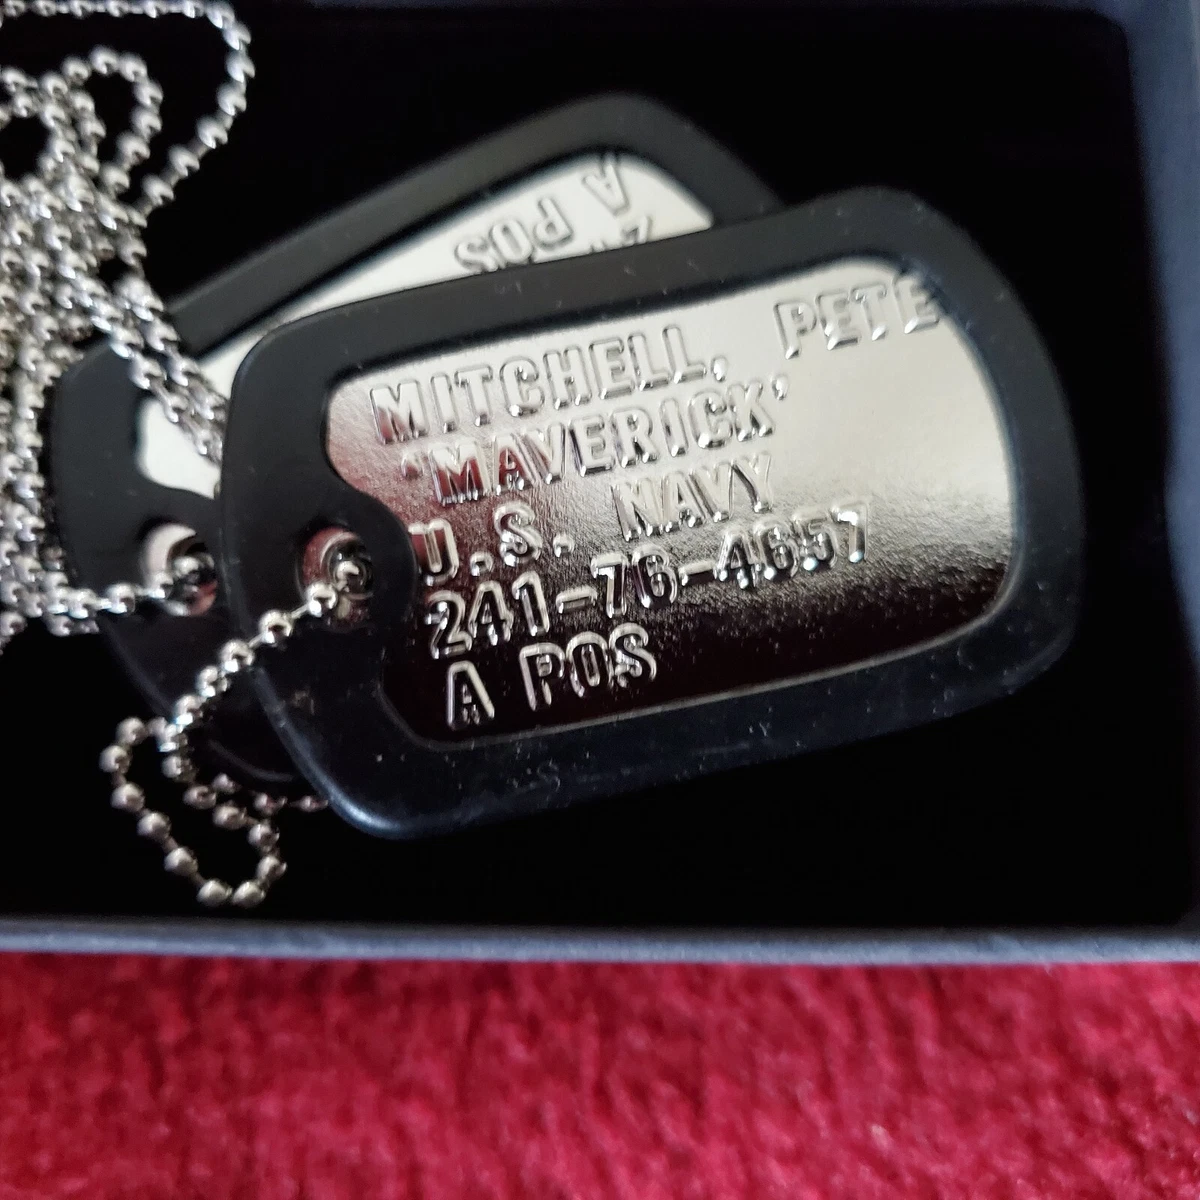 MITCHELL, PETE
'MAVERICK'
U.S. NAVY
241-76-4657
A POS
A POS